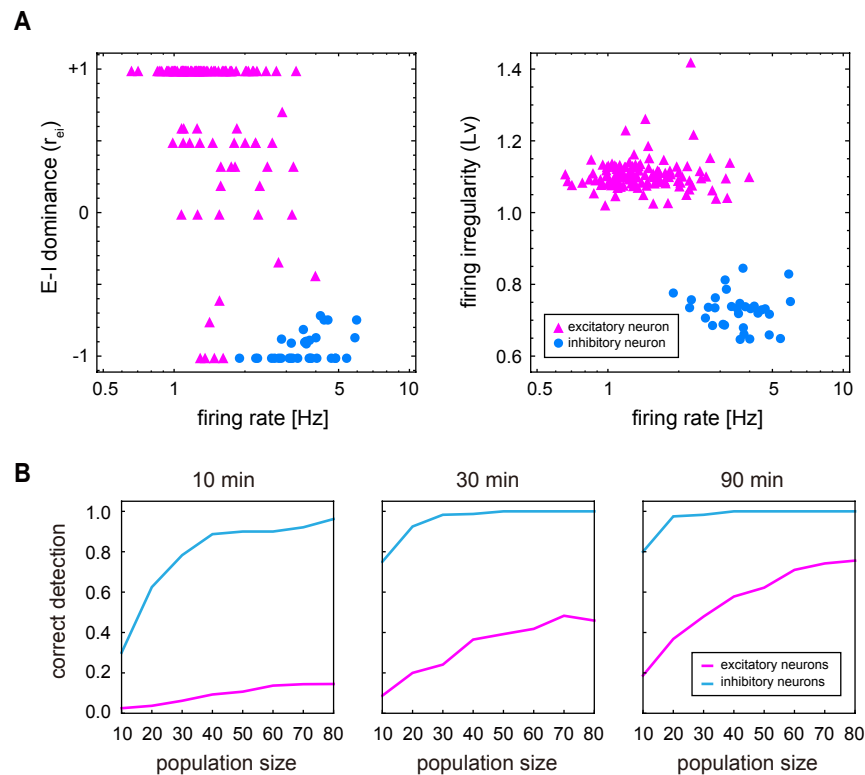 A
E-I dominance (rei)
+1
0
-1
0.5 1 5 10
firing rate [Hz]
firing irregularity (Lv)
1.4
1.2
1.0
0.8
0.6
excitatory neuron
inhibitory neuron
0.5 1 5 10
firing rate [Hz]
B
10 min
30 min
90 min
correct detection
1.0
0.8
0.6
0.4
0.2
0.0
excitatory neurons
inhibitory neurons
10 20 30 40 50 60 70 80
10 20 30 40 50 60 70 80
10 20 30 40 50 60 70 80
population size
population size
population size